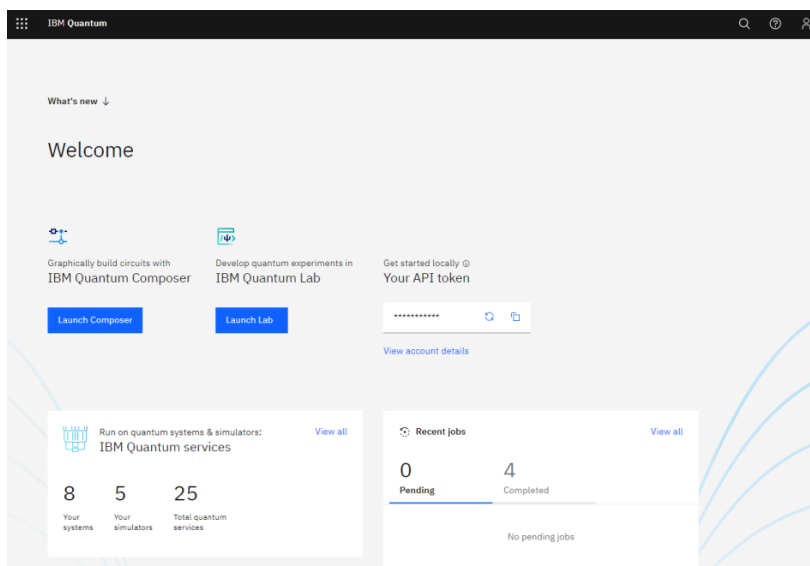 IBM Quantum
What's new ↓
Welcome
Graphically build circuits with
IBM Quantum Composer
Launch Composer
Develop quantum experiments in
IBM Quantum Lab
Launch Lab
Get started locally
Your API token
***********
View account details
Run on quantum systems & simulators:
IBM Quantum services
View all
8
Your
systems
5
Your
simulators
25
Total quantum
services
Recent jobs
View all
0
Pending
4
Completed
No pending jobs